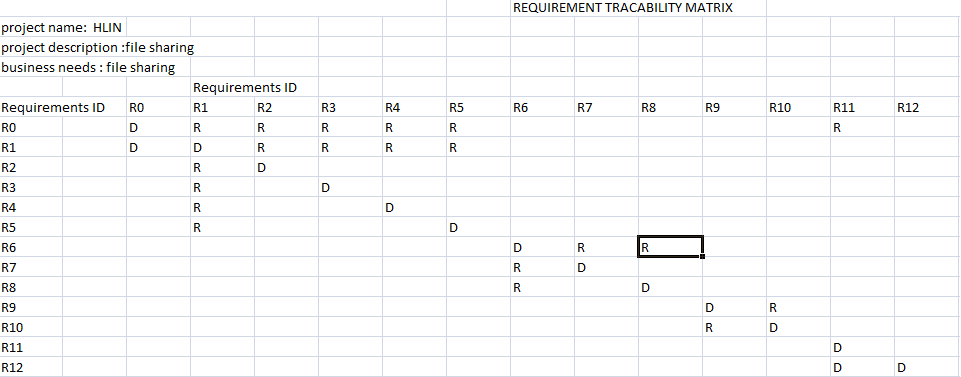 REQUIREMENT TRACABILITY MATRIX
project name: HLIN
project description :file sharing
business needs : file sharing
Requirements ID
Requirements ID R0 R1 R2 R3 R4 R5 R6 R7 R8 R9 R10 R11 R12
R0 D R R R R R R
R1 D D R R R R
R2 R D
R3 R D
R4 R D
R5 R D
R6 D R R
R7 R D
R8 R D
R9 D R
R10 R D
R11 D
R12 D D